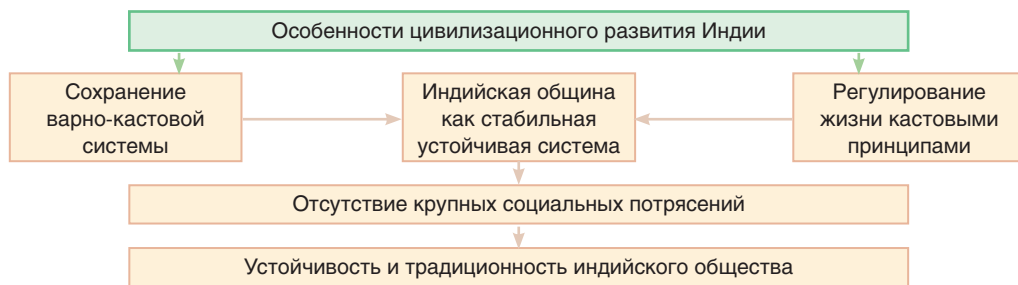 Особенности цивилизационного развития Индии
Сохранение
варно-кастовой
системы
Индийская община
как стабильная
устойчивая система
Регулирование
жизни кастовыми
принципами
Отсутствие крупных социальных потрясений
Устойчивость и традиционность индийского общества